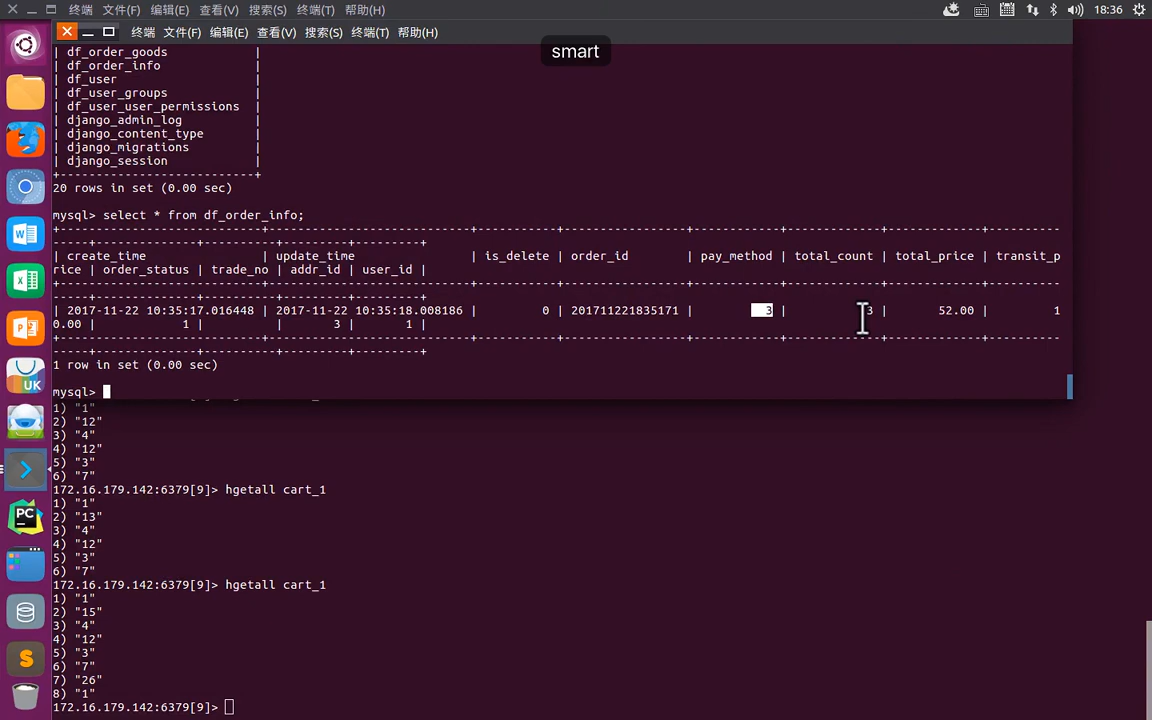 终端 文件(F) 编辑(E) 查看(V) 搜索(S) 终端(T) 帮助(H) 18:36
终端 文件(F) 编辑(E) 查看(V) 搜索(S) 终端(T) 帮助(H)
smart
| df_order_goods |
| df_order_info |
| df_user |
| df_user_groups |
| df_user_user_permissions |
| django_admin_log |
| django_content_type |
| django_migrations |
| django_session |
+----------------------------+
20 rows in set (0.00 sec)
mysql> select * from df_order_info;
| create_time | update_time | is_delete | order_id | pay_method | total_count | total_price | transit_p
rice | order_status | trade_no | addr_id | user_id |
| 2017-11-22 10:35:17.016448 | 2017-11-22 10:35:18.008186 | 0 | 201711221835171 | 3 | 3 | 52.00 | 1
0.00 | 1 | | 3 | 1 |
1 row in set (0.00 sec)
mysql>
1) "1"
2) "12"
3) "4"
4) "12"
5) "3"
6) "7"
172.16.179.142:6379[9]> hgetall cart_1
1) "1"
2) "13"
3) "4"
4) "12"
5) "3"
6) "7"
172.16.179.142:6379[9]> hgetall cart_1
1) "1"
2) "15"
3) "4"
4) "12"
5) "3"
6) "7"
7) "26"
8) "1"
172.16.179.142:6379[9]>
W
X
P
UK
PC
S